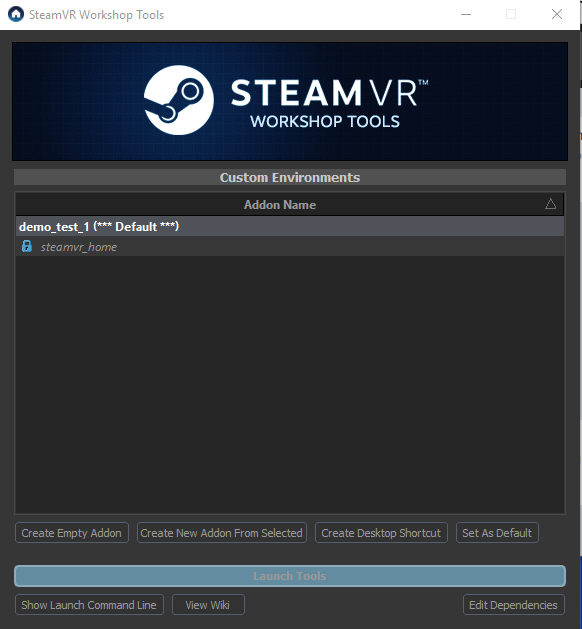 SteamVR Workshop Tools
STEAMVR™
WORKSHOP TOOLS
Custom Environments
Addon Name
demo_test_1 (*** Default ***)
steamvr_home
Create Empty Addon
Create New Addon From Selected
Create Desktop Shortcut
Set As Default
Launch Tools
Show Launch Command Line
View Wiki
Edit Dependencies